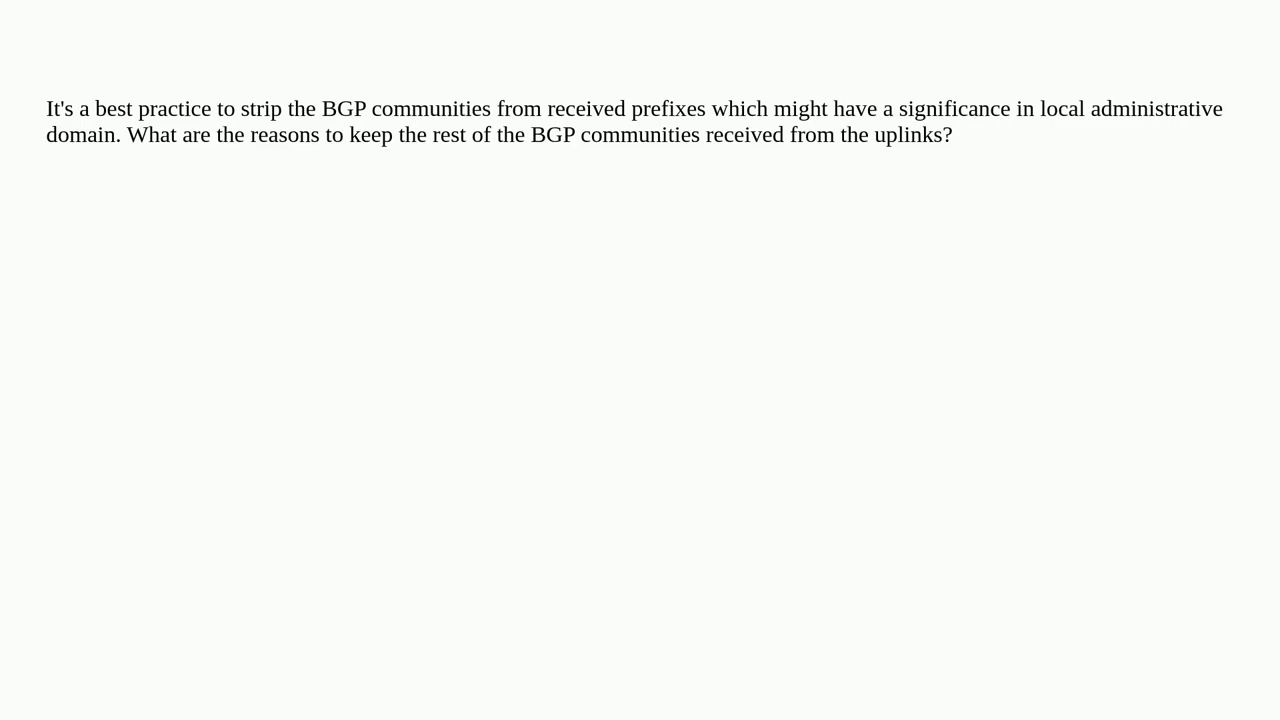 It's a best practice to strip the BGP communities from received prefixes which might have a significance in local administrative
domain. What are the reasons to keep the rest of the BGP communities received from the uplinks?